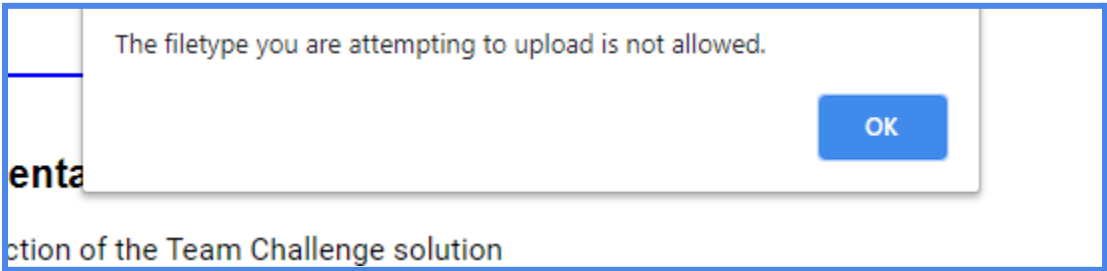 The filetype you are attempting to upload is not allowed.
OK
enta
ction of the Team Challenge solution